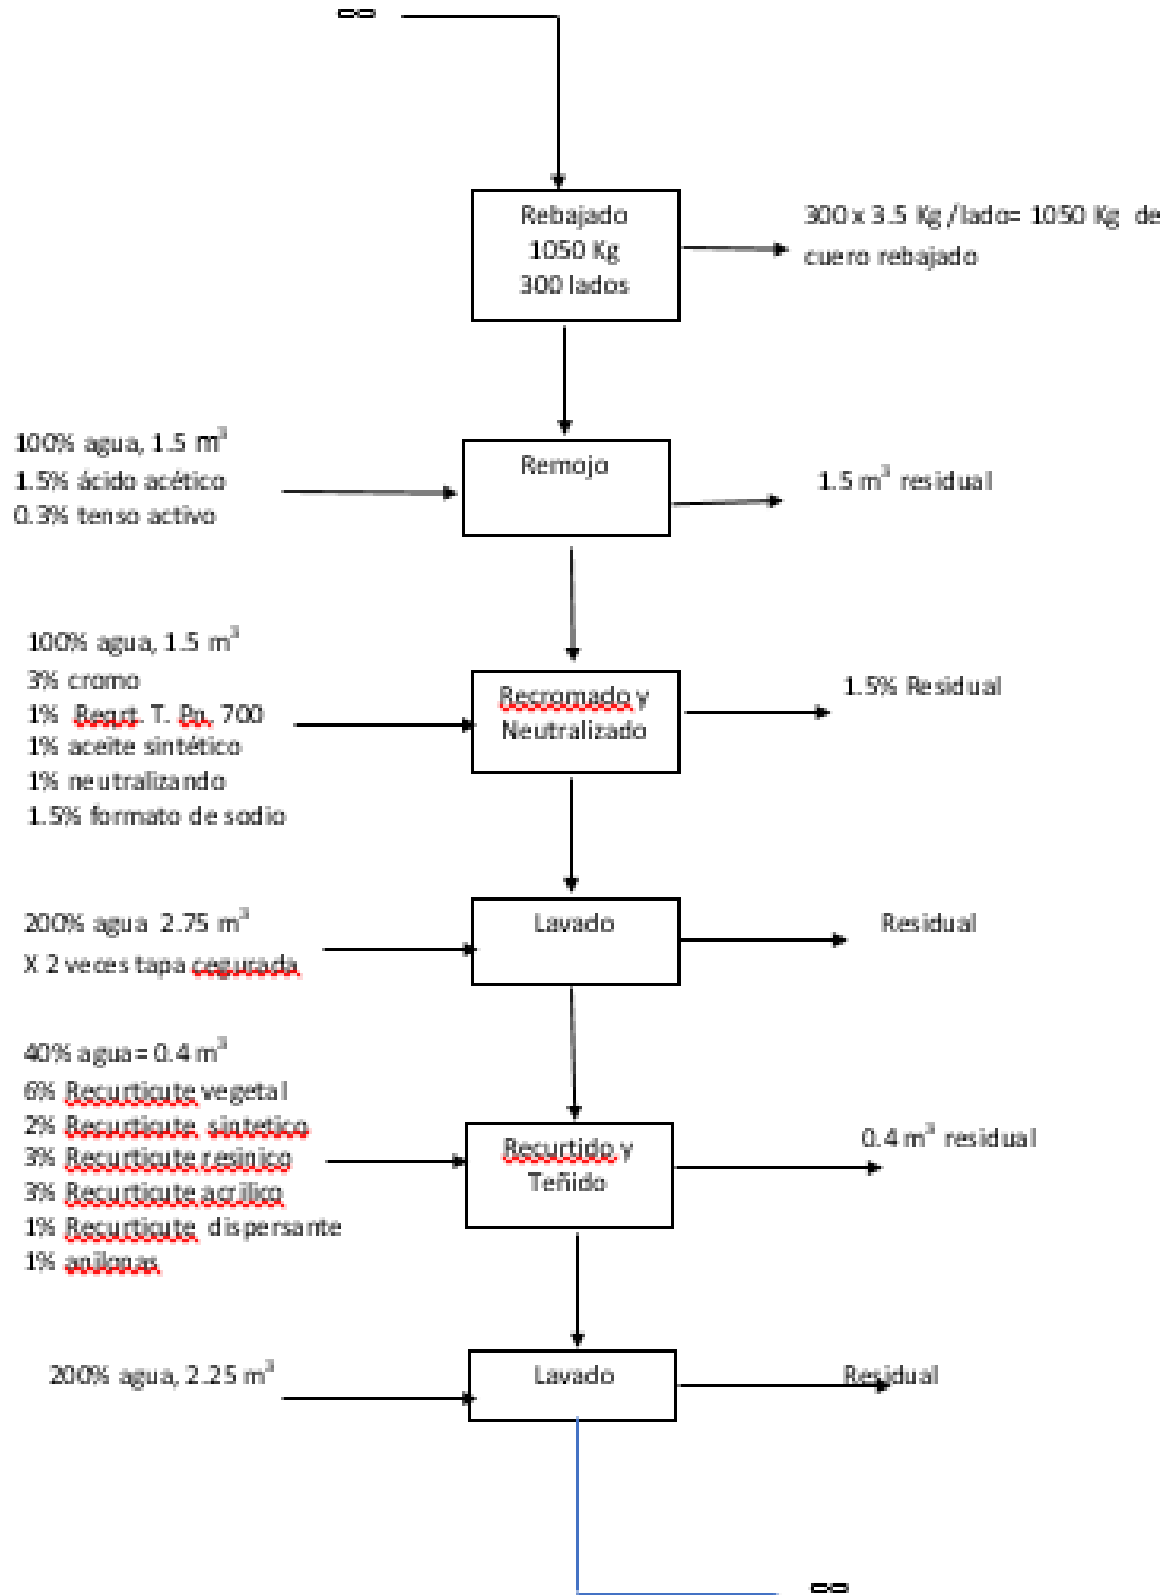 ∞
Rebajado
1050 Kg
300 lados
300 x 3.5 Kg /lado= 1050 Kg de
cuero rebajado
100% agua, 1.5 m³
1.5% ácido acético
0.3% tenso activo
Remojo
1.5 m³ residual
100% agua, 1.5 m³
3% cromo
1% Recurt. T. Pn. 700
1% aceite sintético
1% neutralizando
1.5% formato de sodio
Recromado y
Neutralizado
1.5% Residual
200% agua 2.75 m³
X 2 veces tapa cegurada
Lavado
Residual
40% agua= 0.4 m³
6% Recurticute vegetal
2% Recurticute sintetico
3% Recurticute resinico
3% Recurticute acrilico
1% Recurticute dispersante
1% anilonas
Recurtido y
Teñido
0.4 m³ residual
200% agua, 2.25 m³
Lavado
Residual
∞